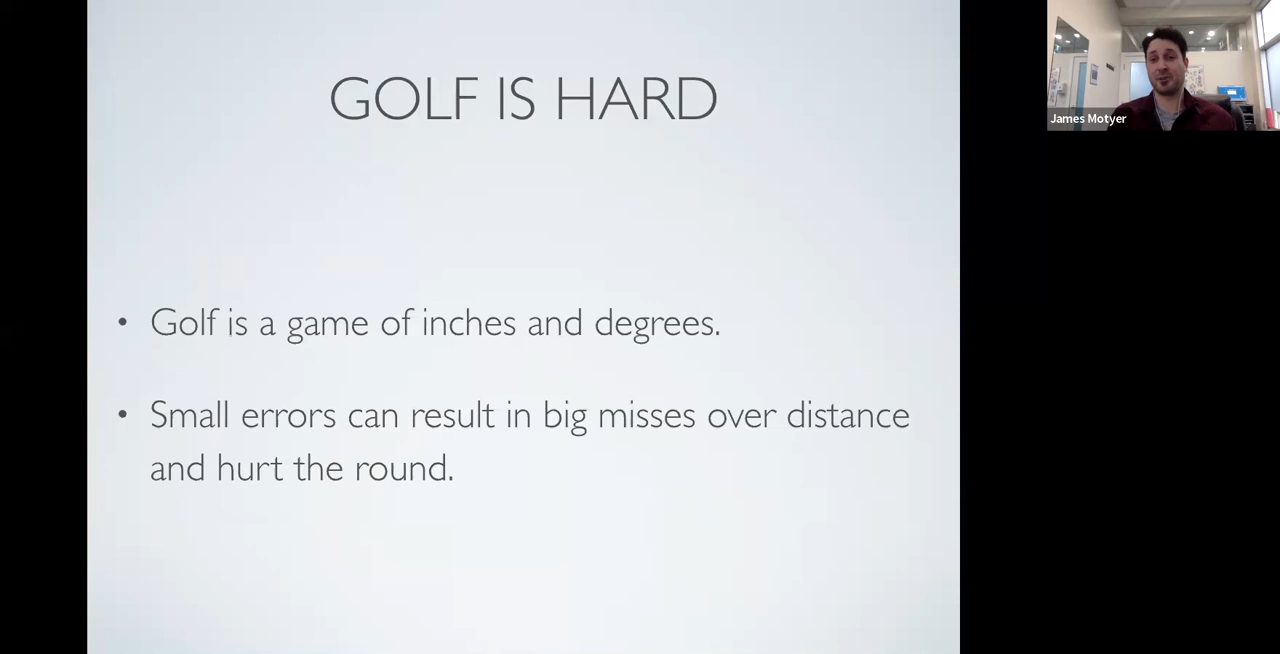 GOLF IS HARD
• Golf is a game of inches and degrees.
• Small errors can result in big misses over distance
and hurt the round.
James Motyer